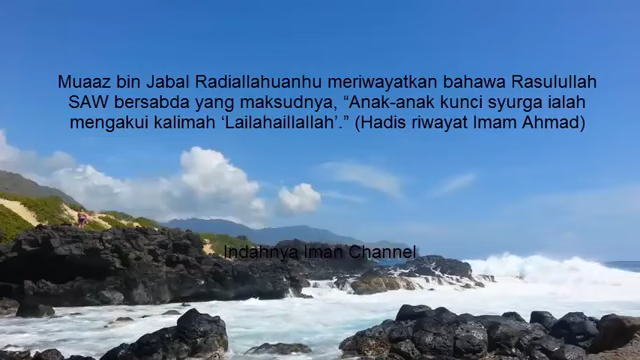 Muaaz bin Jabal Radiallahuanhu meriwayatkan bahawa Rasulullah
SAW bersabda yang maksudnya, “Anak-anak kunci syurga ialah
mengakui kalimah ‘Lailahaillallah’.” (Hadis riwayat Imam Ahmad)
Indahnya Iman Channel